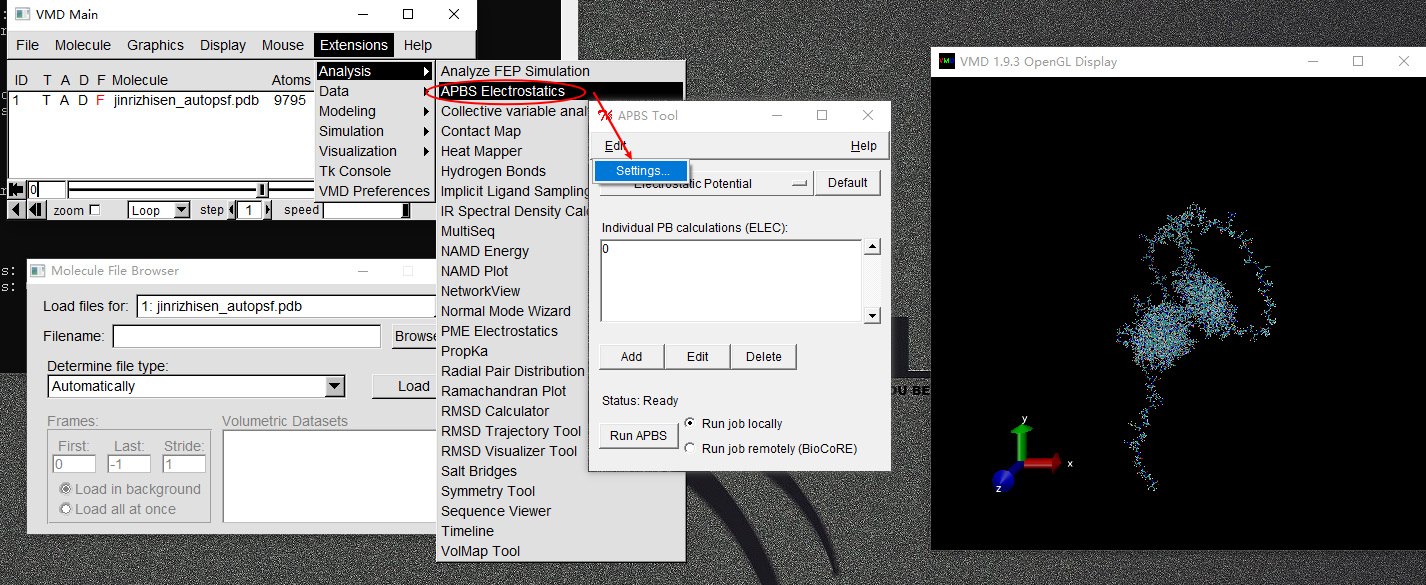 VMD Main
File Molecule Graphics Display Mouse Extensions Help
ID T A D F Molecule Atoms
1 T A D F jinrizhisen_autopsf.pdb 9795
0
zoom Loop step 1 speed
Analysis
Data
Modeling
Simulation
Visualization
Tk Console
VMD Preferences
Analyze FEP Simulation
APBS Electrostatics
Collective variable anal
Contact Map
Heat Mapper
Hydrogen Bonds
Implicit Ligand Sampling
IR Spectral Density Calc
MultiSeq
NAMD Energy
NAMD Plot
NetworkView
Normal Mode Wizard
PME Electrostatics
PropKa
Radial Pair Distribution
Ramachandran Plot
RMSD Calculator
RMSD Trajectory Tool
RMSD Visualizer Tool
Salt Bridges
Symmetry Tool
Sequence Viewer
Timeline
VolMap Tool
Molecule File Browser
Load files for: 1: jinrizhisen_autopsf.pdb
Filename: Browse
Determine file type:
Automatically Load
Frames: Volumetric Datasets
First: Last: Stride:
0 -1 1
Load in background
Load all at once
APBS Tool
Edit Help
Settings...
Electrostatic Potential Default
Individual PB calculations (ELEC):
0
Add Edit Delete
Status: Ready
Run APBS
Run job locally
Run job remotely (BioCoRE)
OU BE
VMD 1.9.3 OpenGL Display
y
x
z
s:
s: